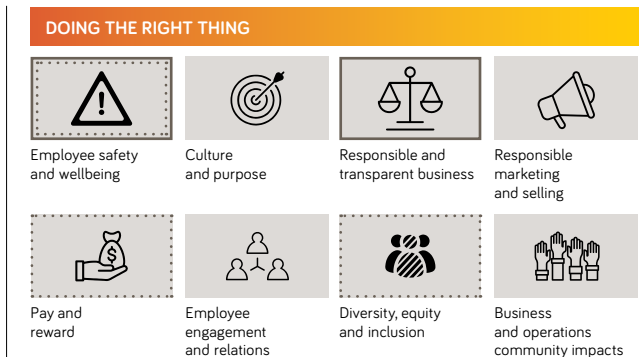 DOING THE RIGHT THING
Employee safety
and wellbeing
Culture
and purpose
Responsible and
transparent business
Responsible
marketing
and selling
$
Pay and
reward
Employee
engagement
and relations
Diversity, equity
and inclusion
Business
and operations
community impacts